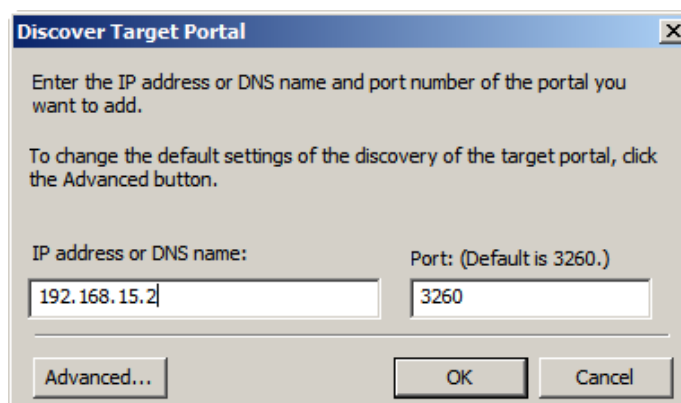 Discover Target Portal
Enter the IP address or DNS name and port number of the portal you
want to add.
To change the default settings of the discovery of the target portal, click
the Advanced button.
IP address or DNS name:
Port: (Default is 3260.)
192.168.15.2
3260
Advanced...
OK
Cancel